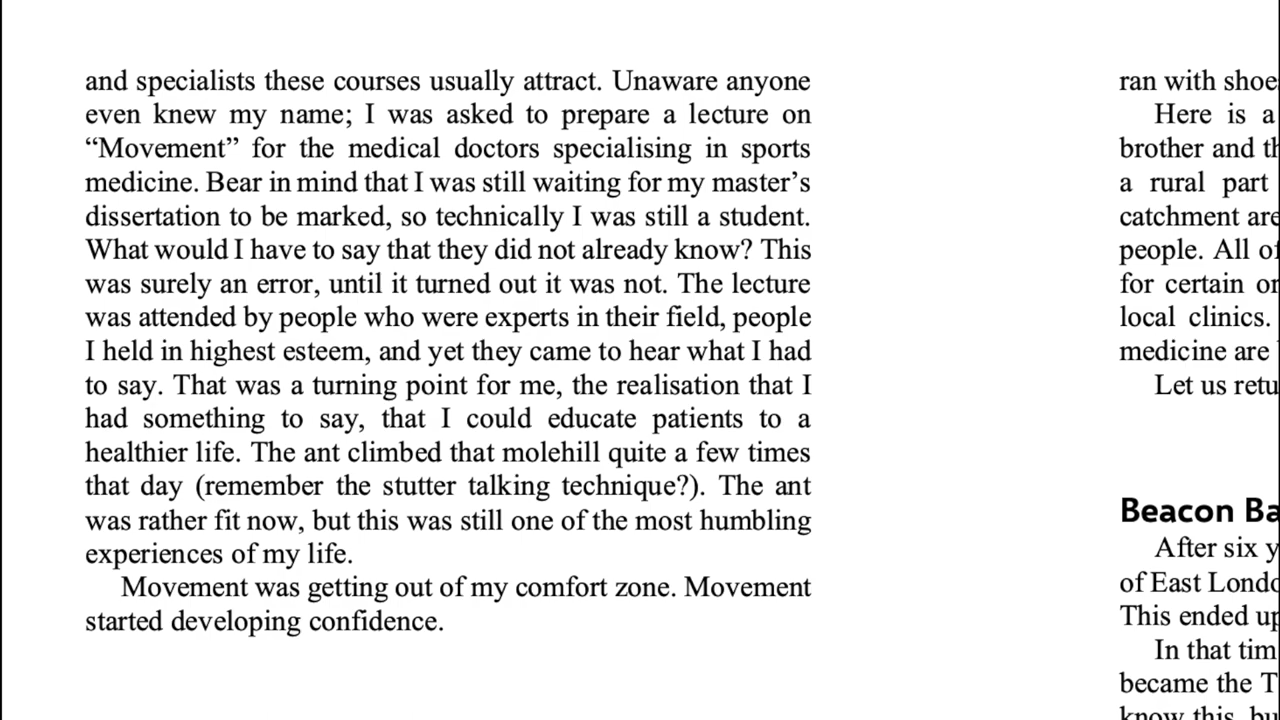 and specialists these courses usually attract. Unaware anyone
even knew my name; I was asked to prepare a lecture on
“Movement” for the medical doctors specialising in sports
medicine. Bear in mind that I was still waiting for my master’s
dissertation to be marked, so technically I was still a student.
What would I have to say that they did not already know? This
was surely an error, until it turned out it was not. The lecture
was attended by people who were experts in their field, people
I held in highest esteem, and yet they came to hear what I had
to say. That was a turning point for me, the realisation that I
had something to say, that I could educate patients to a
healthier life. The ant climbed that molehill quite a few times
that day (remember the stutter talking technique?). The ant
was rather fit now, but this was still one of the most humbling
experiences of my life.
Movement was getting out of my comfort zone. Movement
started developing confidence.
ran with
Here is a
brother and
a rural part
catchment
people. All
for certain
local clinics.
medicine are
Let us
Beacon
After six
of East
This ended
In that
became the
know this,